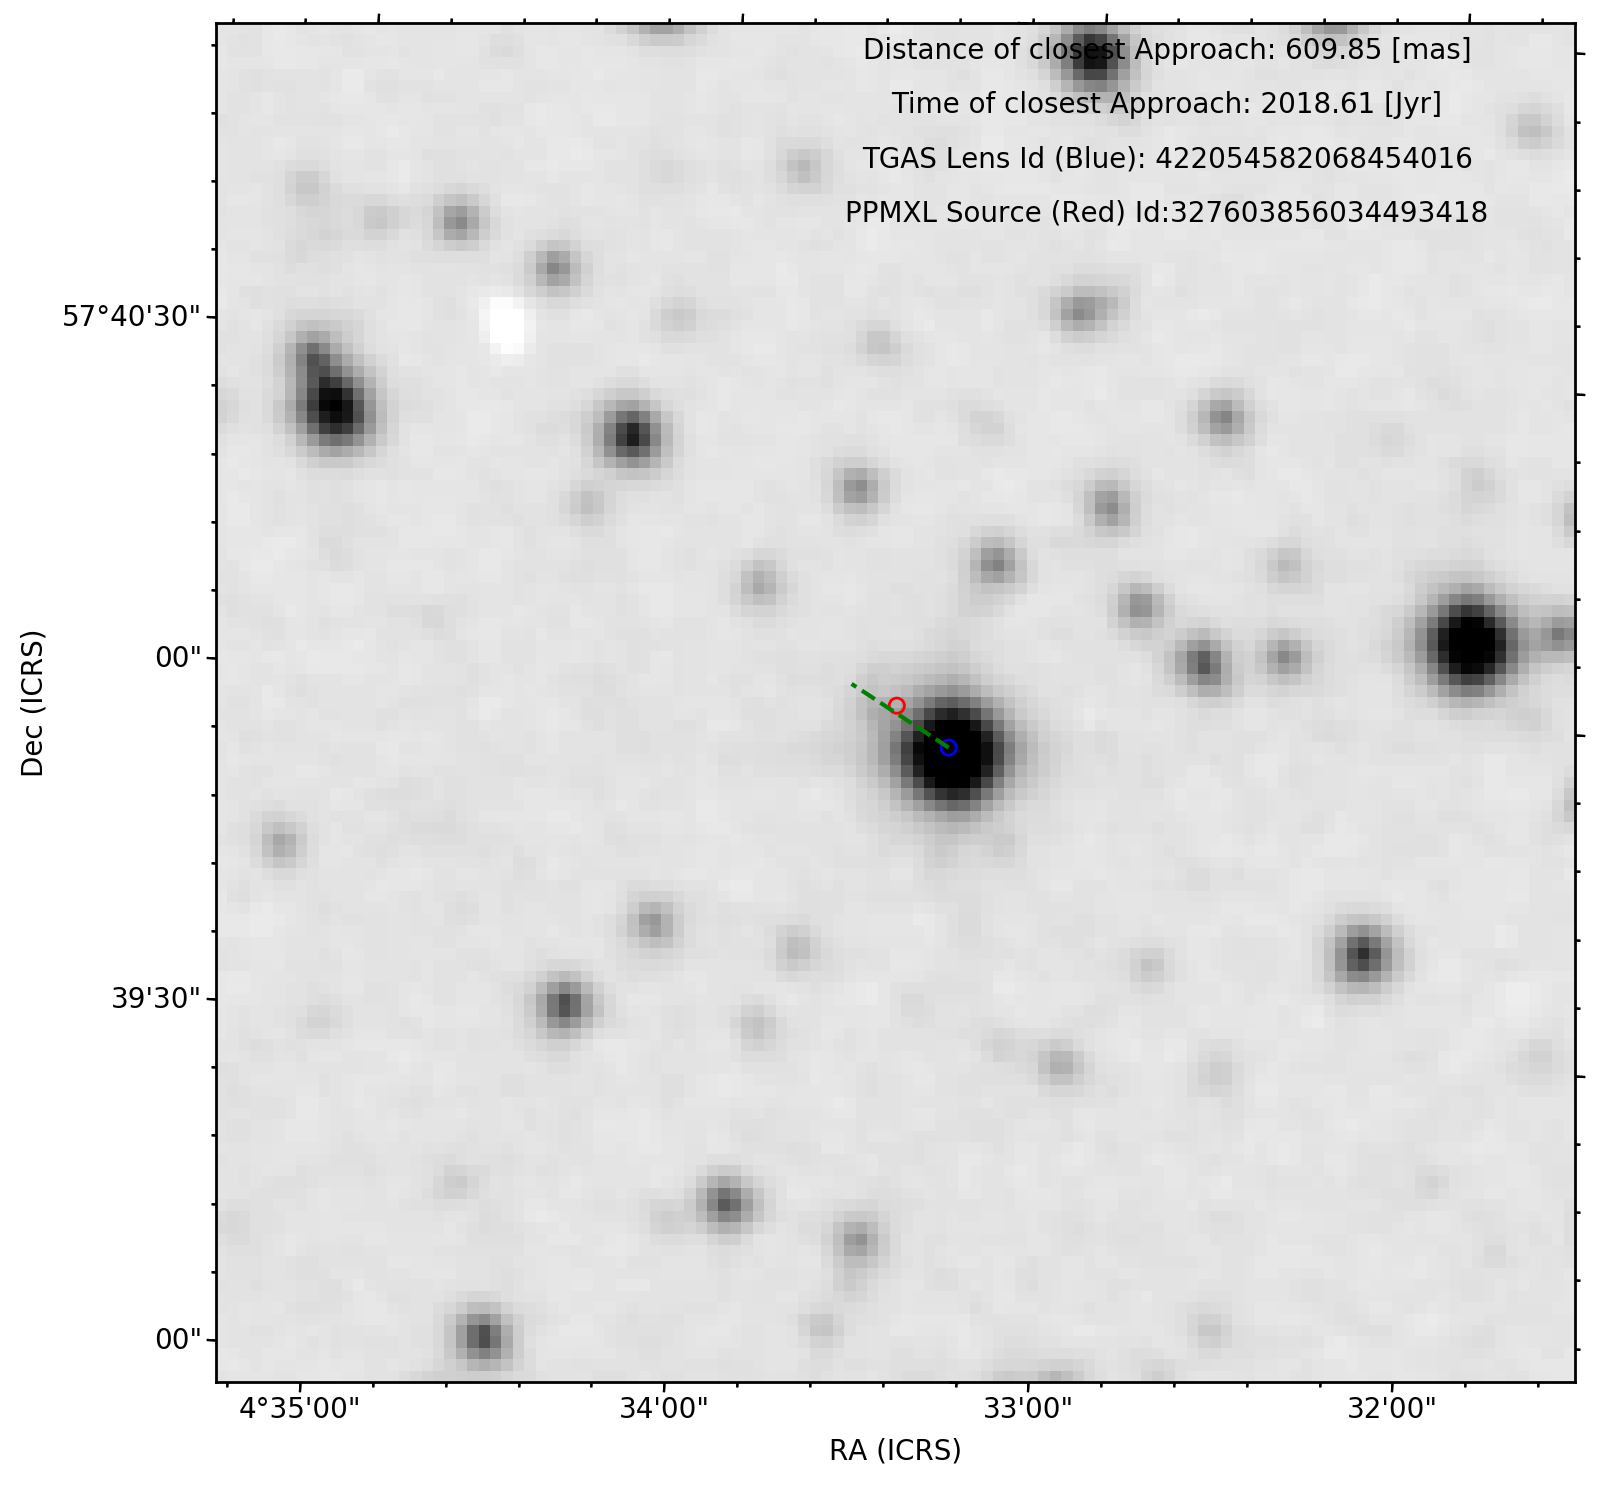 Distance of closest Approach: 609.85 [mas]
Time of closest Approach: 2018.61 [Jyr]
TGAS Lens Id (Blue): 422054582068454016
PPMXL Source (Red) Id:327603856034493418
57°40'30"
00"
39'30"
00"
Dec (ICRS)
4°35'00" 34'00" 33'00" 32'00"
RA (ICRS)